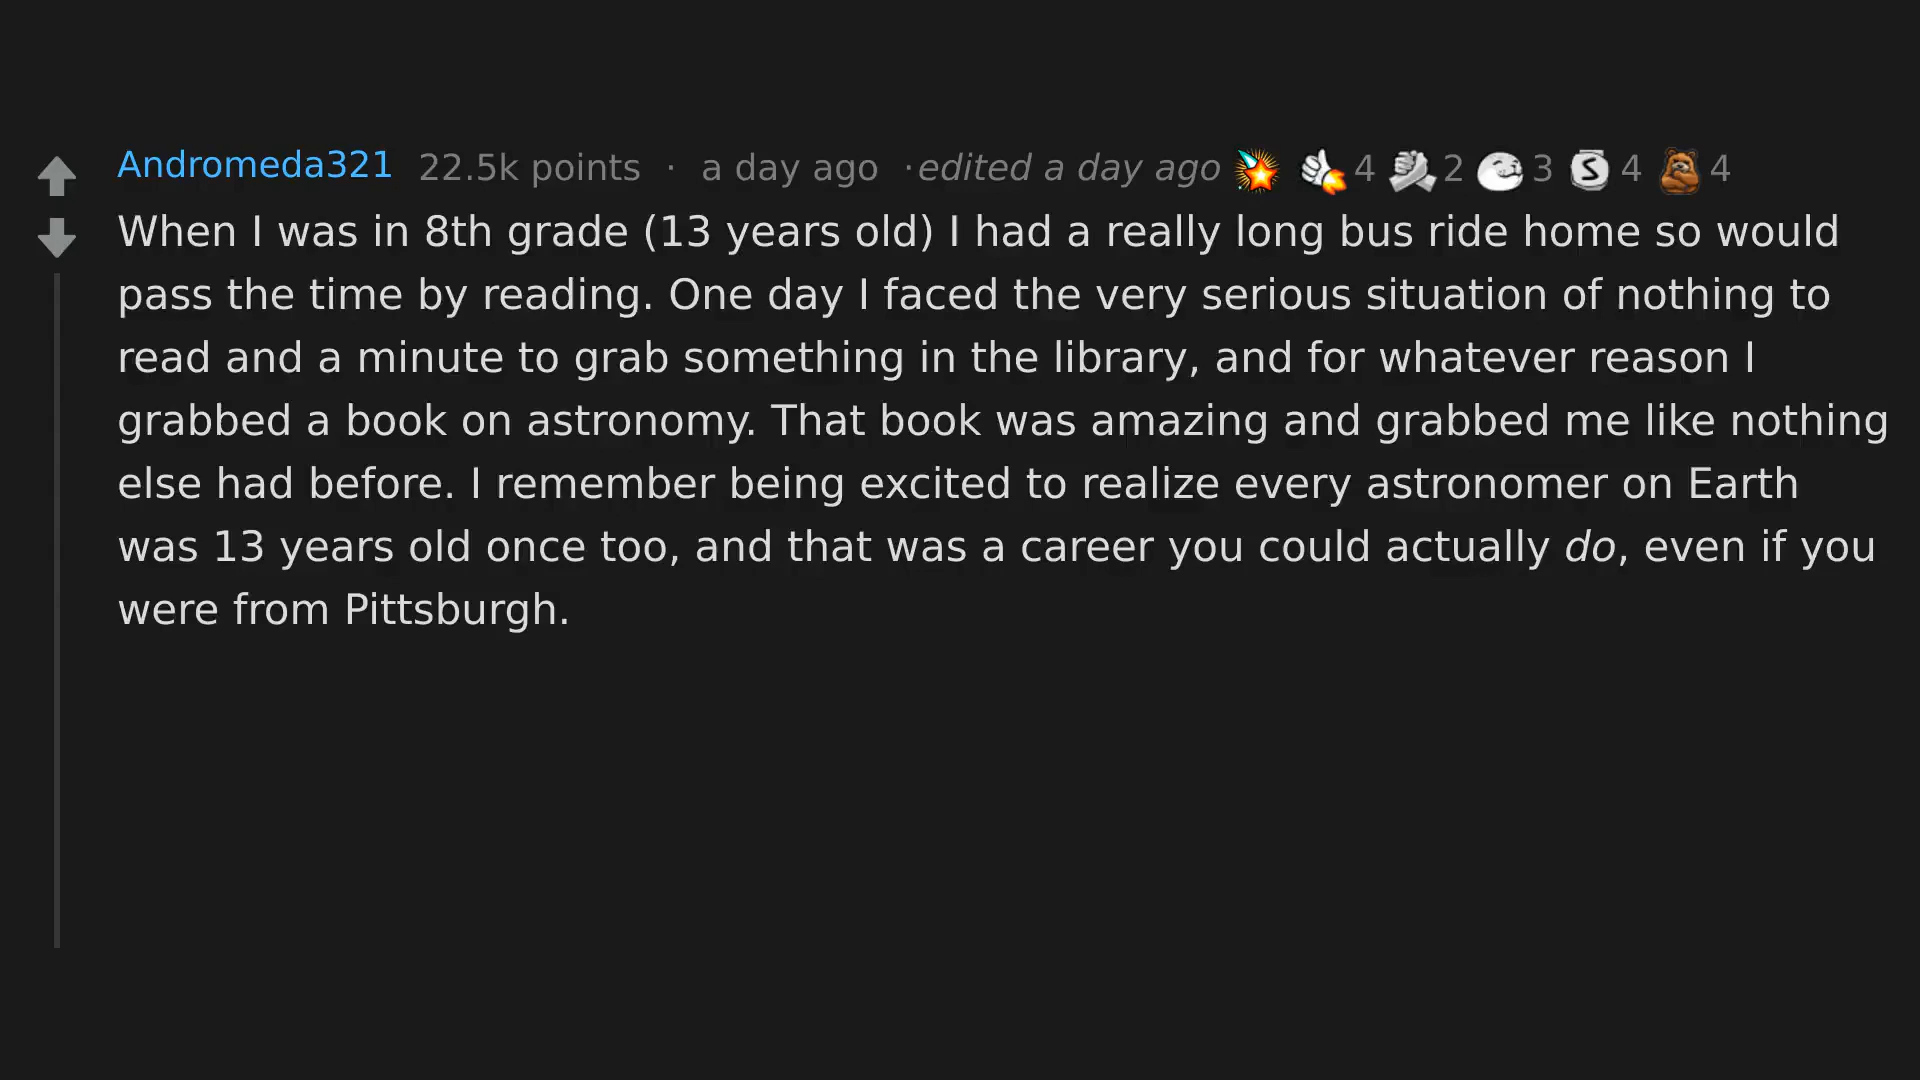 Andromeda321 22.5k points · a day ago ·edited a day ago 4 2 3 S 4 4
When I was in 8th grade (13 years old) I had a really long bus ride home so would
pass the time by reading. One day I faced the very serious situation of nothing to
read and a minute to grab something in the library, and for whatever reason I
grabbed a book on astronomy. That book was amazing and grabbed me like nothing
else had before. I remember being excited to realize every astronomer on Earth
was 13 years old once too, and that was a career you could actually do, even if you
were from Pittsburgh.